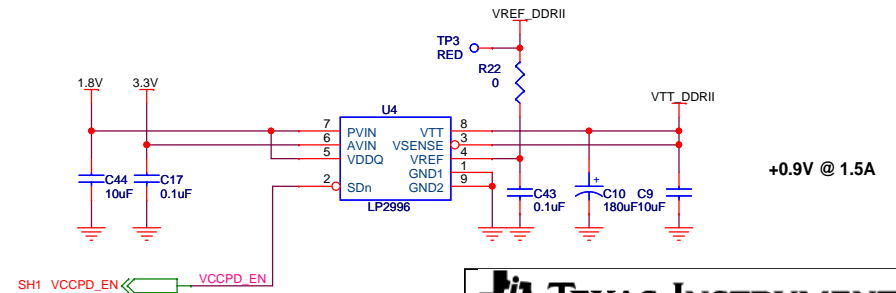 VREF_DDRII
TP3
RED
R22
0
1.8V
3.3V
VTT_DDRII
U4
7
PVIN
VTT
8
6
AVIN
VSENSE
3
5
VDDQ
VREF
4
GND1
1
2
SDn
GND2
9
LP2996
C44
10uF
C17
0.1uF
C43
0.1uF
+
C10
180uF
C9
10uF
+0.9V @ 1.5A
SH1 VCCPD_EN
VCCPD_EN
TEXAS INSTRUMENT